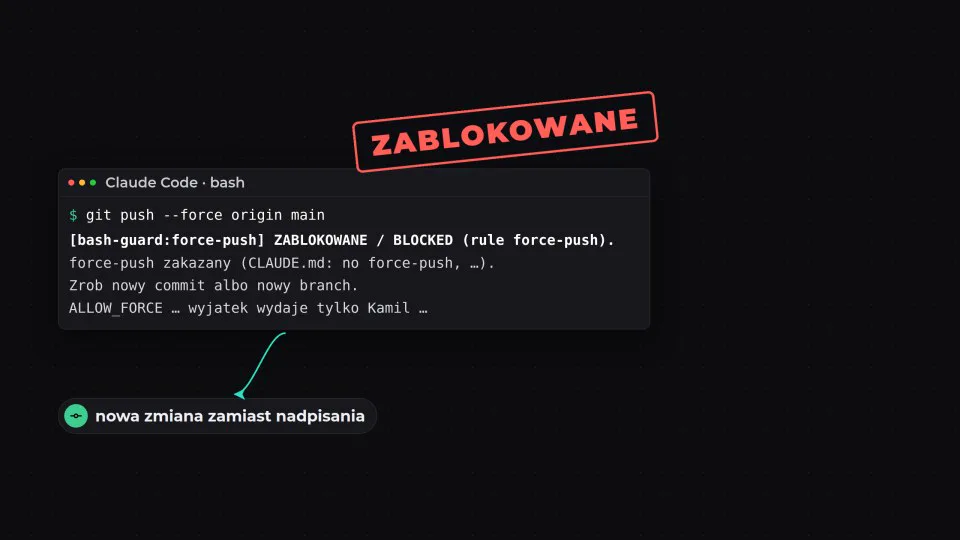 ZABLOKOWANE
Claude Code · bash
$ git push --force origin main
[bash-guard:force-push] ZABLOKOWANE / BLOCKED (rule force-push).
force-push zakazany (CLAUDE.md: no force-push, …).
Zrob nowy commit albo nowy branch.
ALLOW_FORCE … wyjatek wydaje tylko Kamil …
nowa zmiana zamiast nadpisania